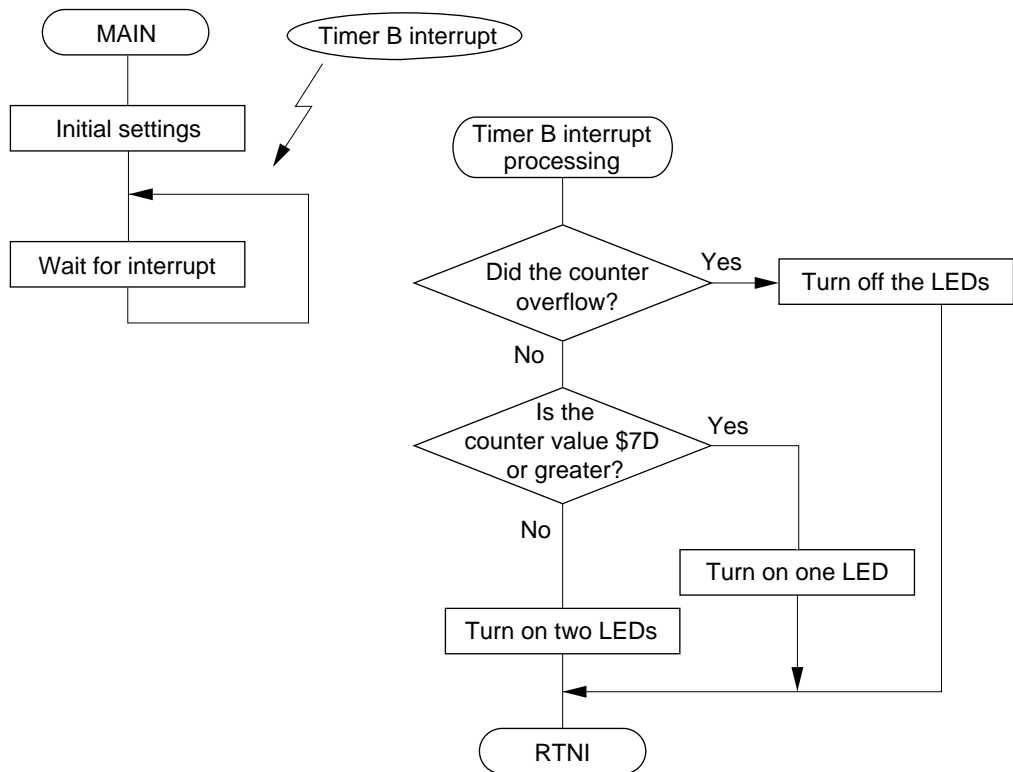 MAIN
Timer B interrupt
Initial settings
Wait for interrupt
Timer B interrupt
processing
Did the counter
overflow?
Yes
Turn off the LEDs
No
Is the
counter value $7D
or greater?
Yes
No
Turn on one LED
Turn on two LEDs
RTNI